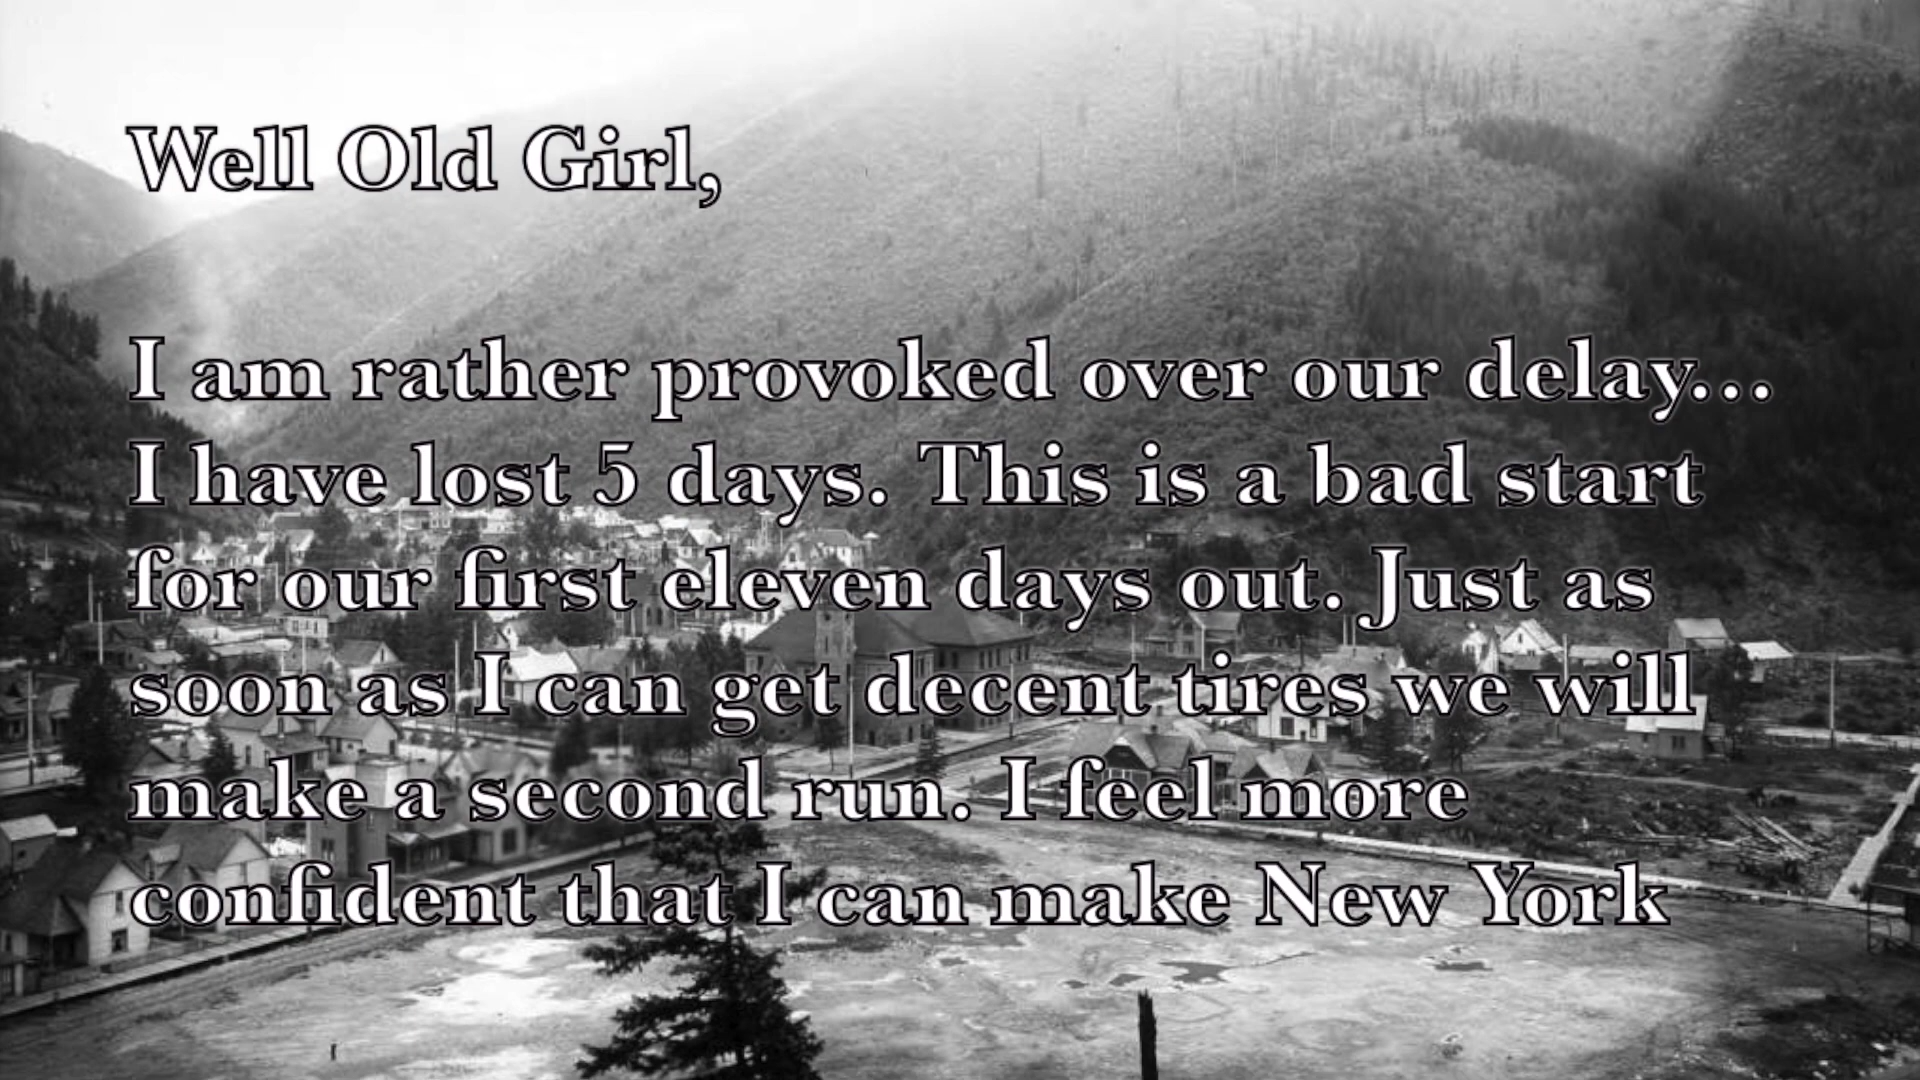 Well Old Girl,
I am rather provoked over our delay...
I have lost 5 days. This is a bad start
for our first eleven days out. Just as
soon as I can get decent tires we will
make a second run. I feel more
confident that I can make New York